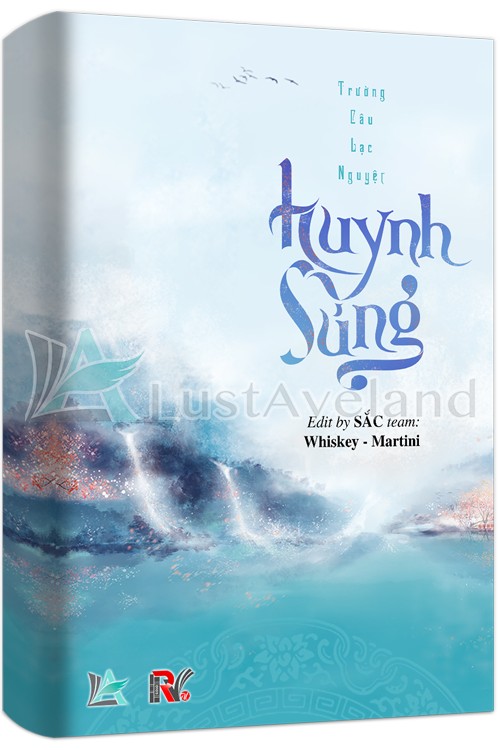 Trường
Câu
Lạc
Nguyệt
Huynh
Sủng
LustAveland
Edit by SẮC team:
Whiskey - Martini